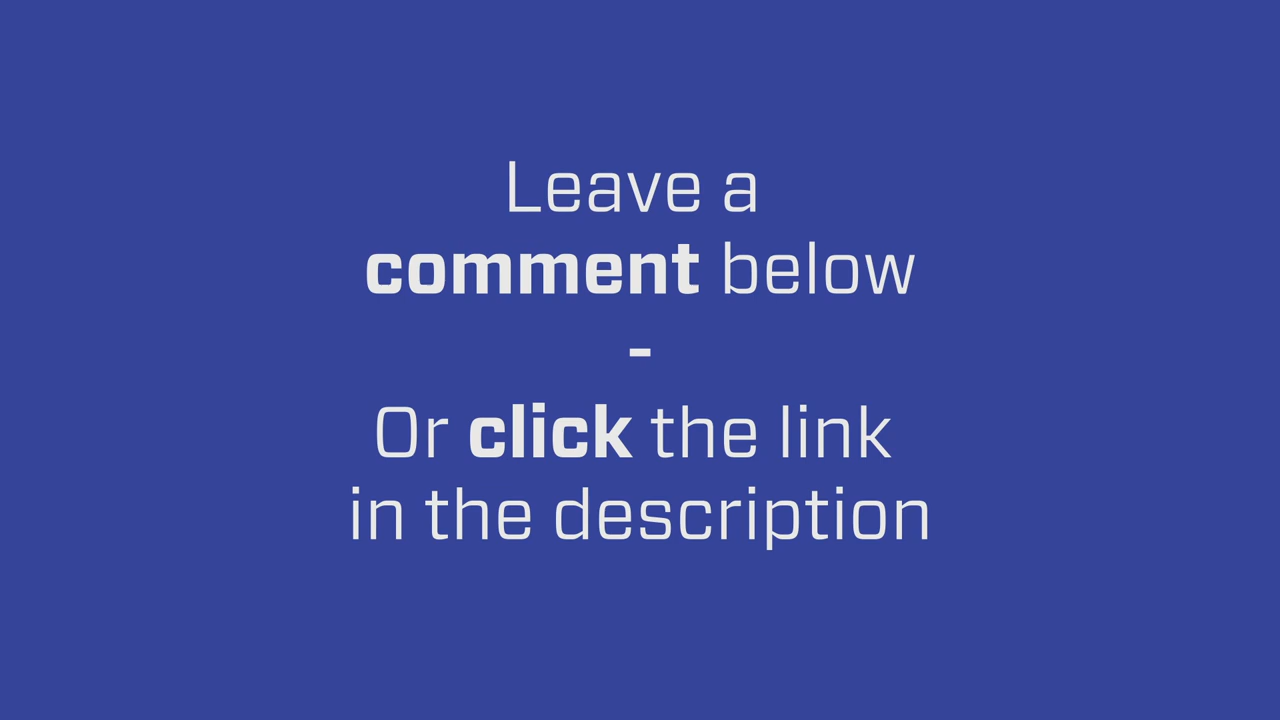 Leave a
comment below
-
Or click the link
in the description